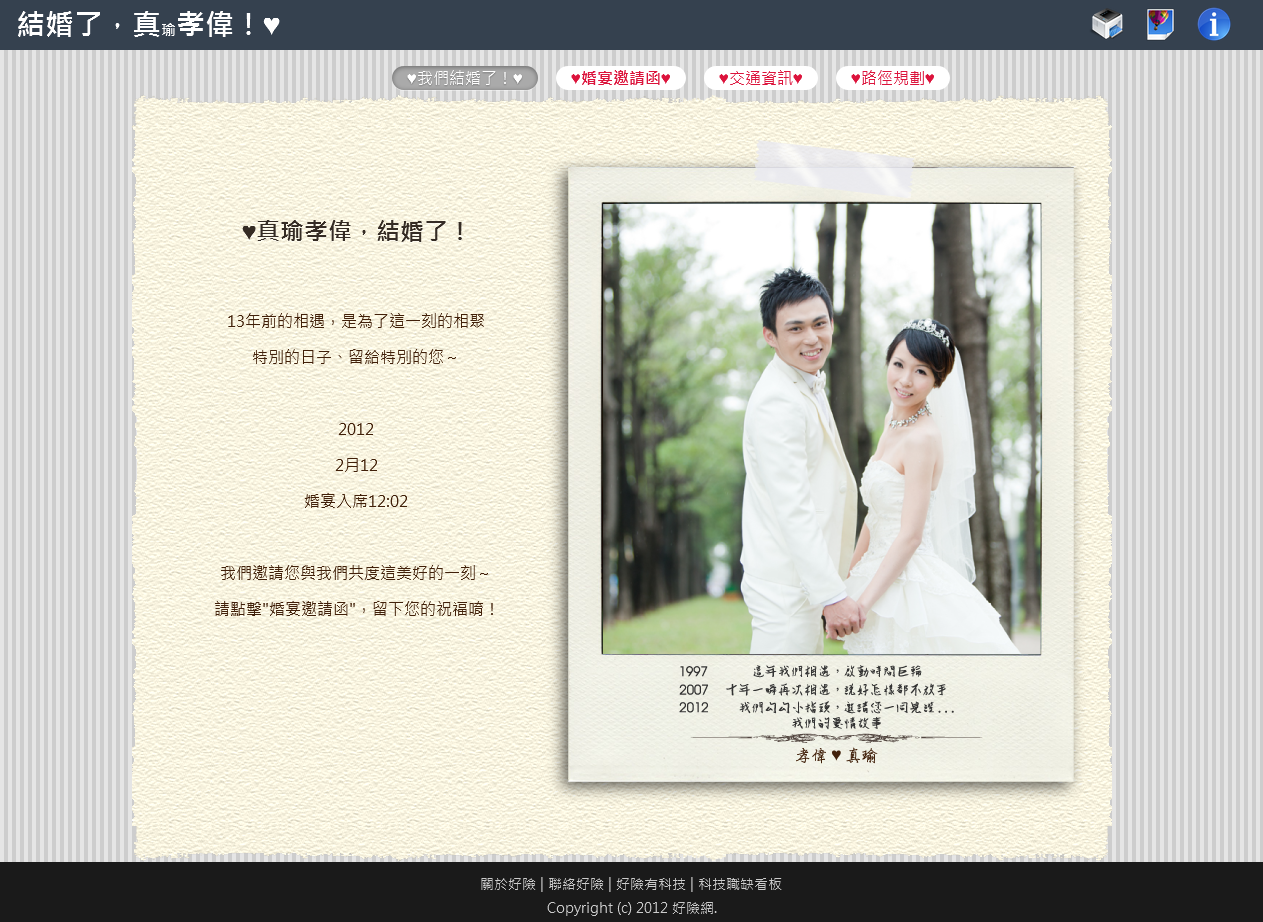 結婚了，真瑜孝偉！♥
♥我們結婚了！♥ ♥婚宴邀請函♥ ♥交通資訊♥ ♥路徑規劃♥
♥真瑜孝偉，結婚了！
13年前的相遇，是為了這一刻的相聚
特別的日子、留給特別的您～
2012
2月12
婚宴入席12:02
我們邀請您與我們共度這美好的一刻～
請點擊"婚宴邀請函"，留下您的祝福唷！
1997 這年我們相遇，啟動時間巨輪
2007 十年一瞬再次相遇，說好怎樣都不放手
2012 我們勾勾小指頭，邀請您一同見證...
我們的愛情故事
孝偉 ♥ 真瑜
關於好險 | 聯絡好險 | 好險有科技 | 科技職缺看板
Copyright (c) 2012 好險網.